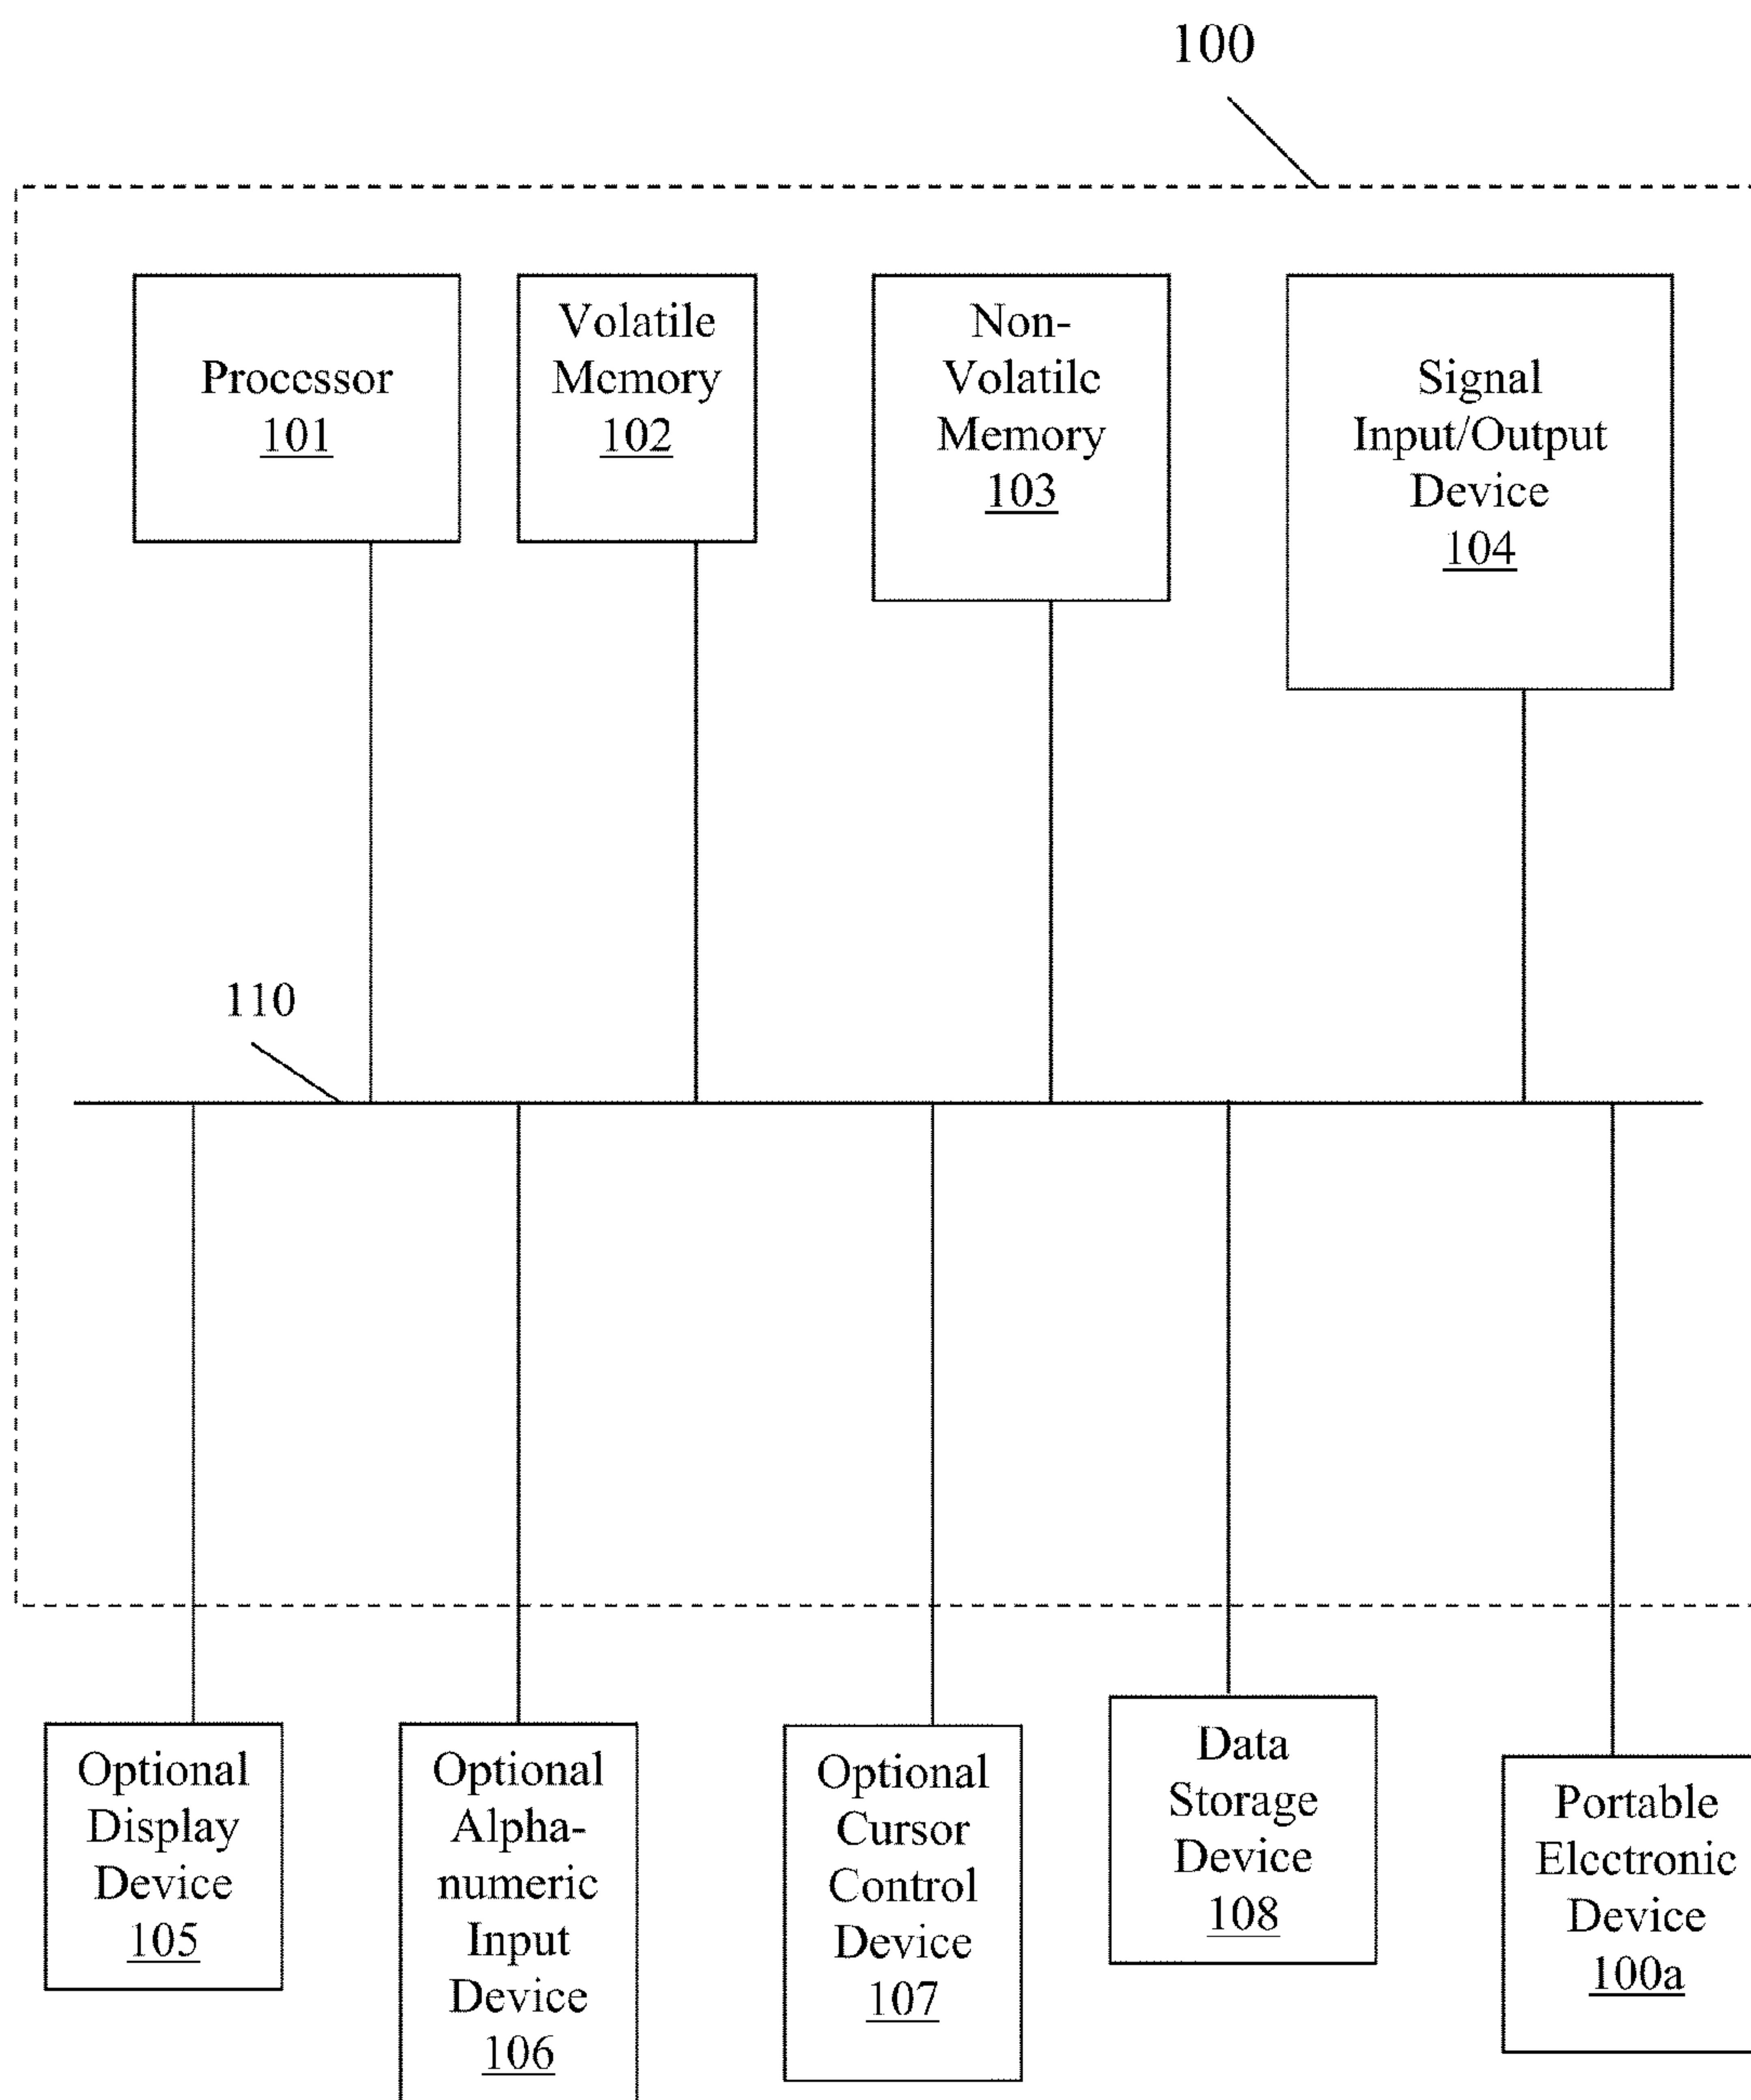 100
Processor
101
Volatile
Memory
102
Non-
Volatile
Memory
103
Signal
Input/Output
Device
104
110
Optional
Display
Device
105
Optional
Alpha-
numeric
Input
Device
106
Optional
Cursor
Control
Device
107
Data
Storage
Device
108
Portable
Electronic
Device
100a